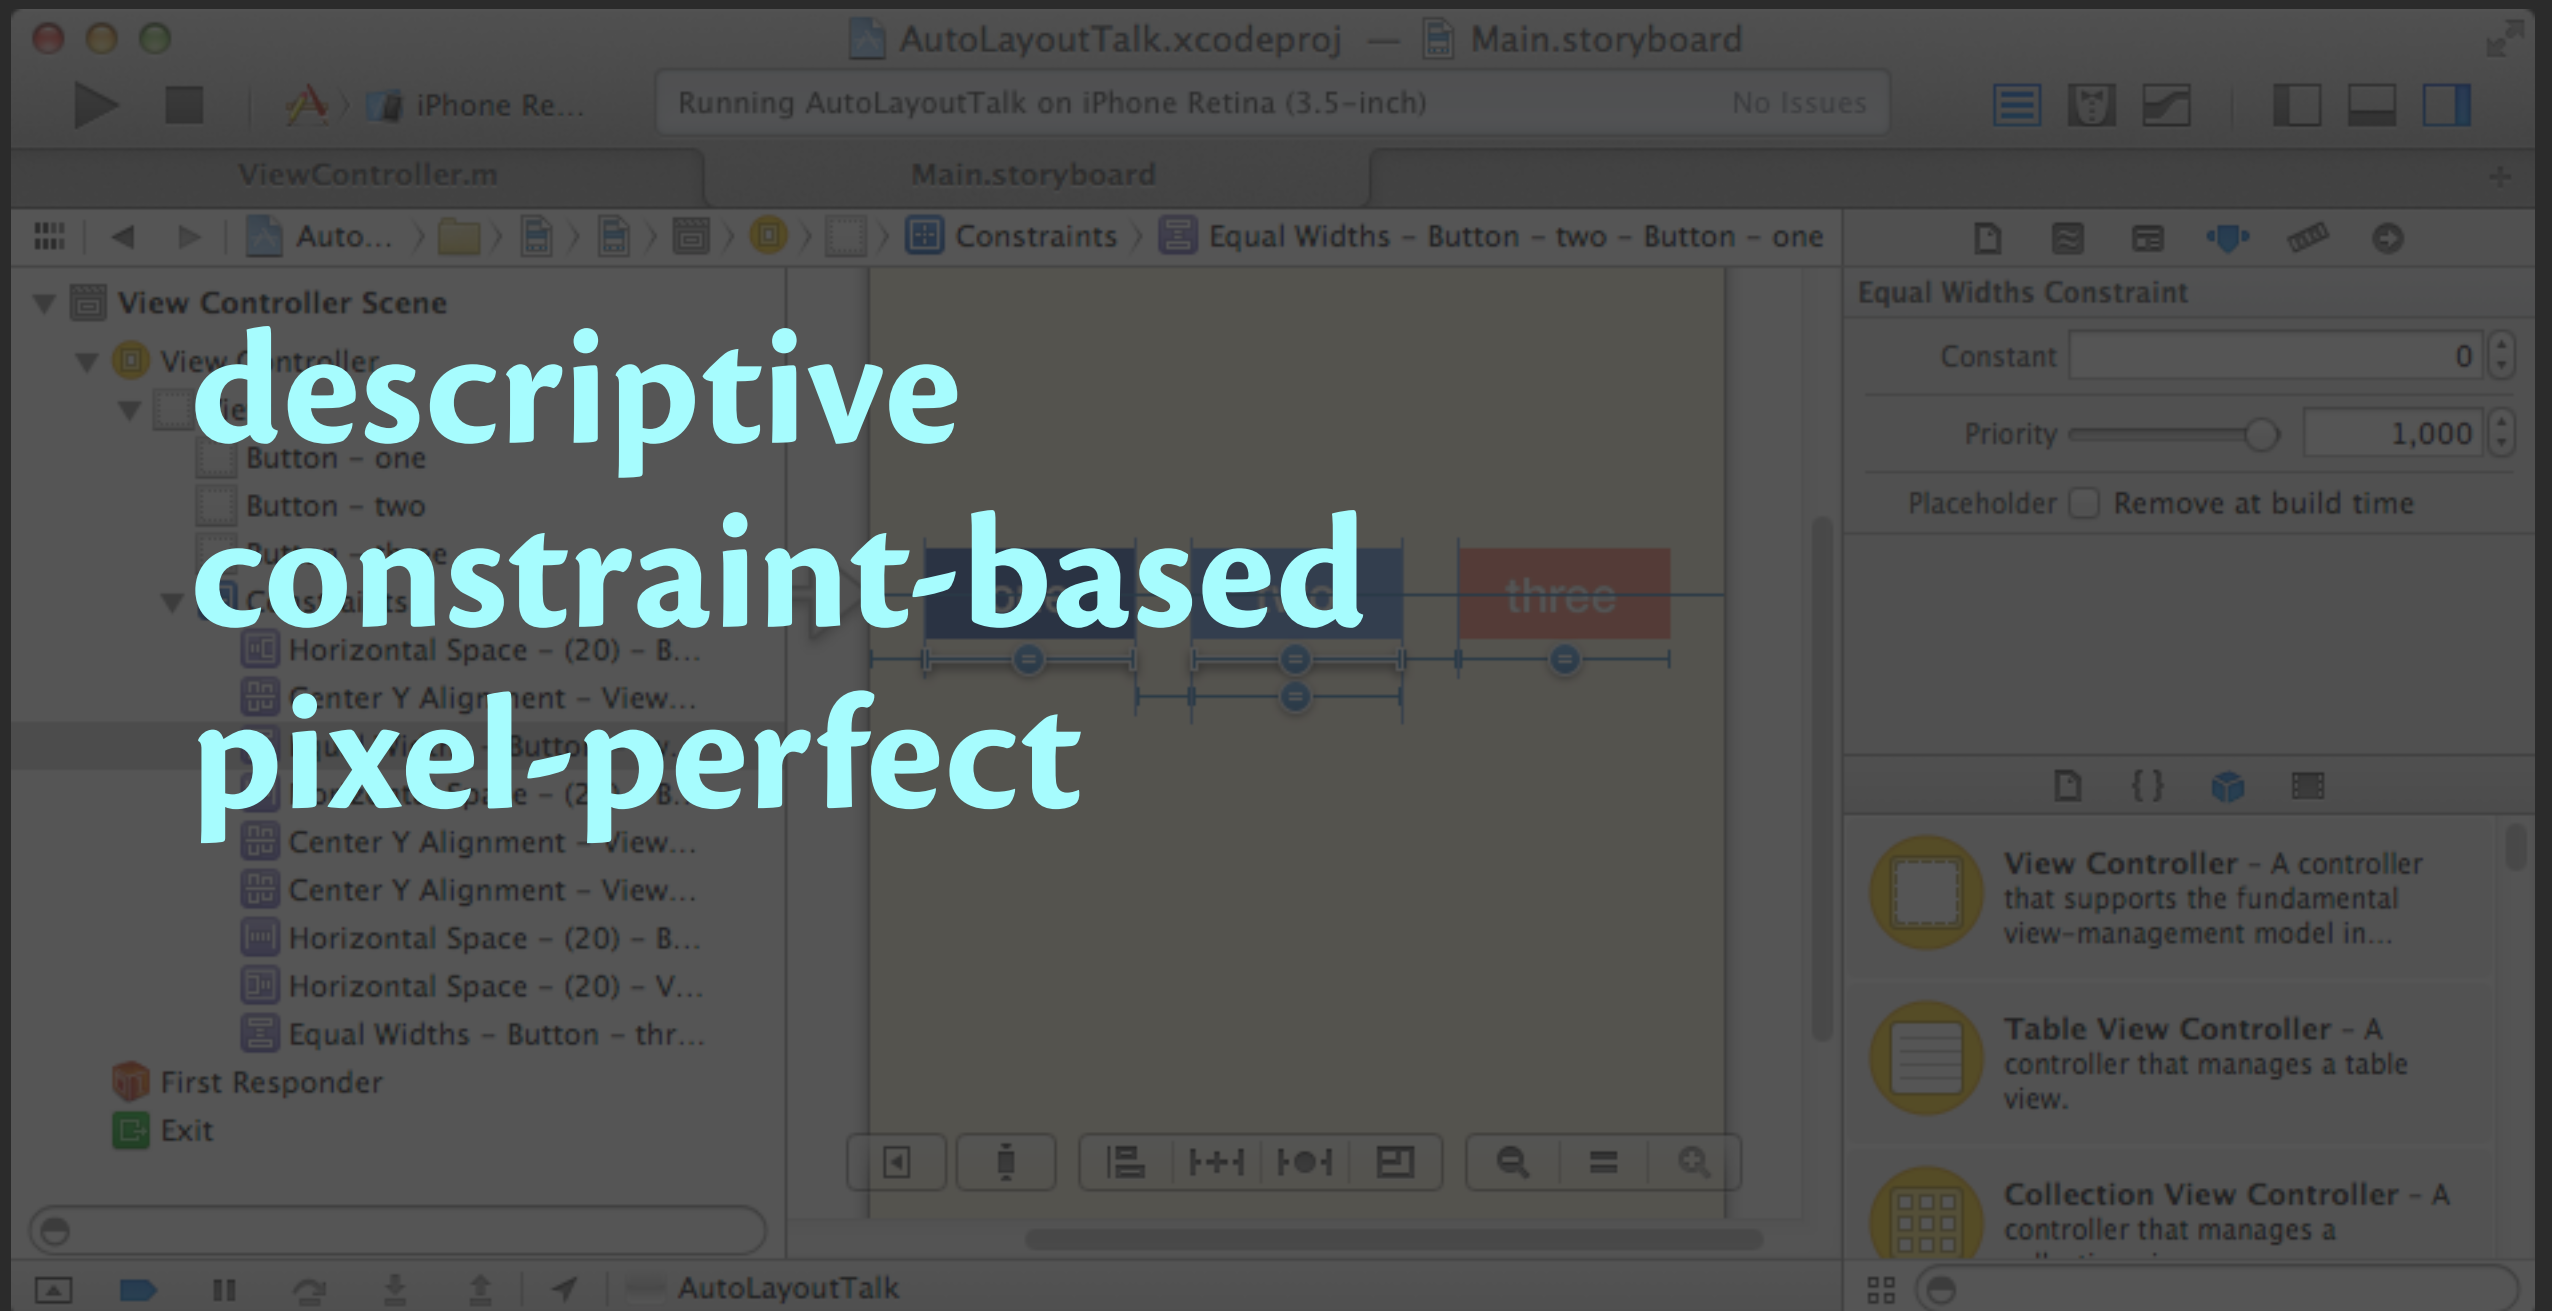 AutoLayoutTalk.xcodeproj — Main.storyboard
iPhone Re...
Running AutoLayoutTalk on iPhone Retina (3.5-inch)
No Issues
ViewController.m
Main.storyboard
+
Auto...
Constraints
Equal Widths - Button - two - Button - one
View Controller Scene
View Controller
Button - one
Button - two
Constraints
Horizontal Space - (20) - B...
Center Y Alignment - View...
Center Y Alignment - View...
Center Y Alignment - View...
Horizontal Space - (20) - B...
Horizontal Space - (20) - V...
Equal Widths - Button - thr...
First Responder
Exit
descriptive
constraint-based
pixel-perfect
three
Equal Widths Constraint
Constant 0
Priority 1,000
Placeholder Remove at build time
{ }
View Controller - A controller
that supports the fundamental
view-management model in...
Table View Controller - A
controller that manages a table
view.
Collection View Controller - A
controller that manages a
AutoLayoutTalk